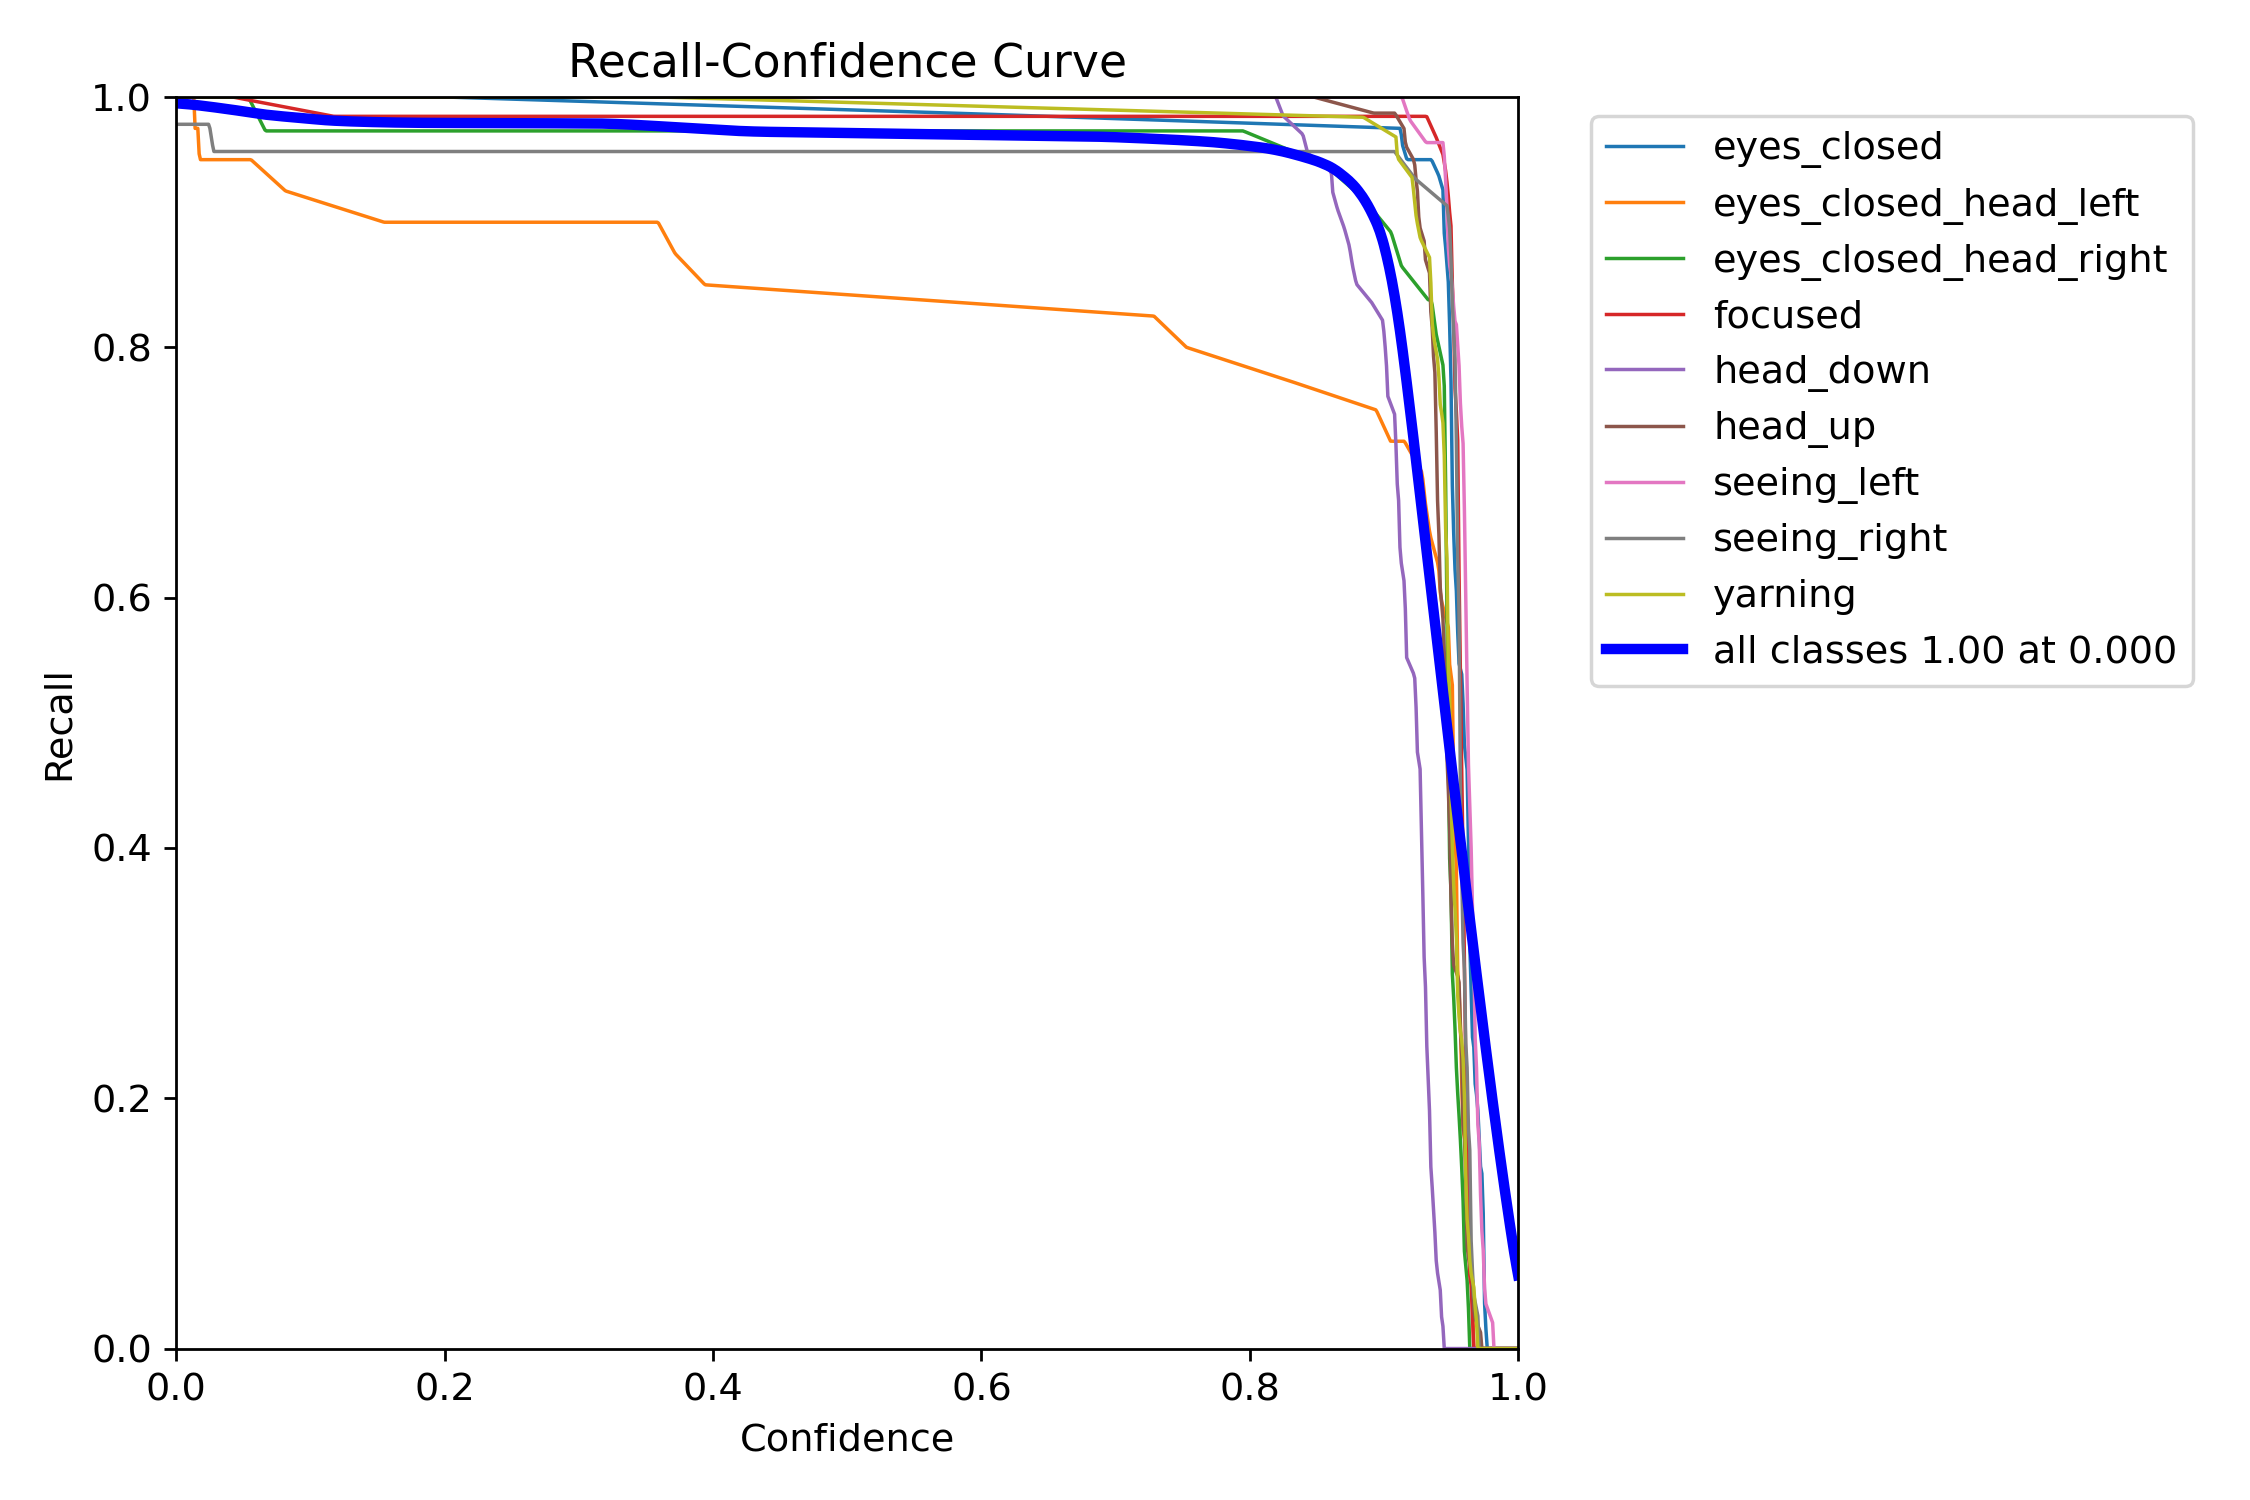 Recall-Confidence Curve
1.0
0.8
0.6
0.4
0.2
0.0
Recall
0.0 0.2 0.4 0.6 0.8 1.0
Confidence
eyes_closed
eyes_closed_head_left
eyes_closed_head_right
focused
head_down
head_up
seeing_left
seeing_right
yarning
all classes 1.00 at 0.000